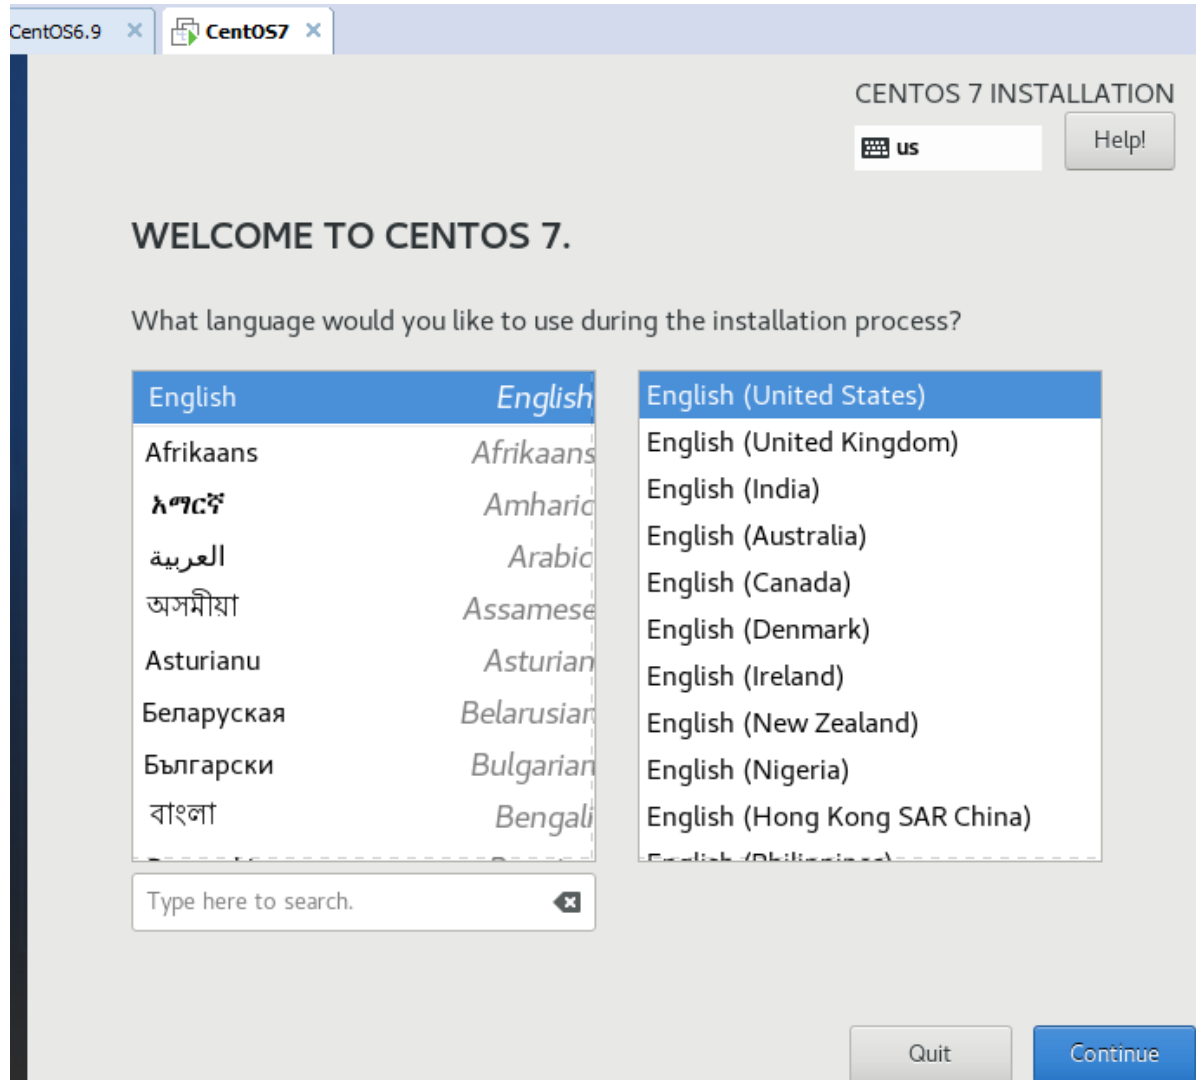 CentOS6.9 CentOS7
CENTOS 7 INSTALLATION
us Help!
WELCOME TO CENTOS 7.
What language would you like to use during the installation process?
English English
Afrikaans Afrikaans
አማርኛ Amharic
العربية Arabic
অসমীয়া Assamese
Asturianu Asturian
Беларуская Belarusian
Български Bulgarian
বাংলা Bengali
English (United States)
English (United Kingdom)
English (India)
English (Australia)
English (Canada)
English (Denmark)
English (Ireland)
English (New Zealand)
English (Nigeria)
English (Hong Kong SAR China)
English (Philippines)
Type here to search.
Quit Continue